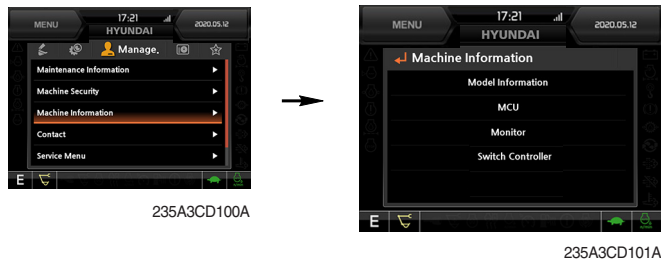 MENU
17:21
HYUNDAI
2020.05.12
Manage.
Maintenance Information
Machine Security
Machine Information
Contact
Service Menu
E
235A3CD100A
MENU
17:21
HYUNDAI
2020.05.12
Machine Information
Model Information
MCU
Monitor
Switch Controller
E
235A3CD101A